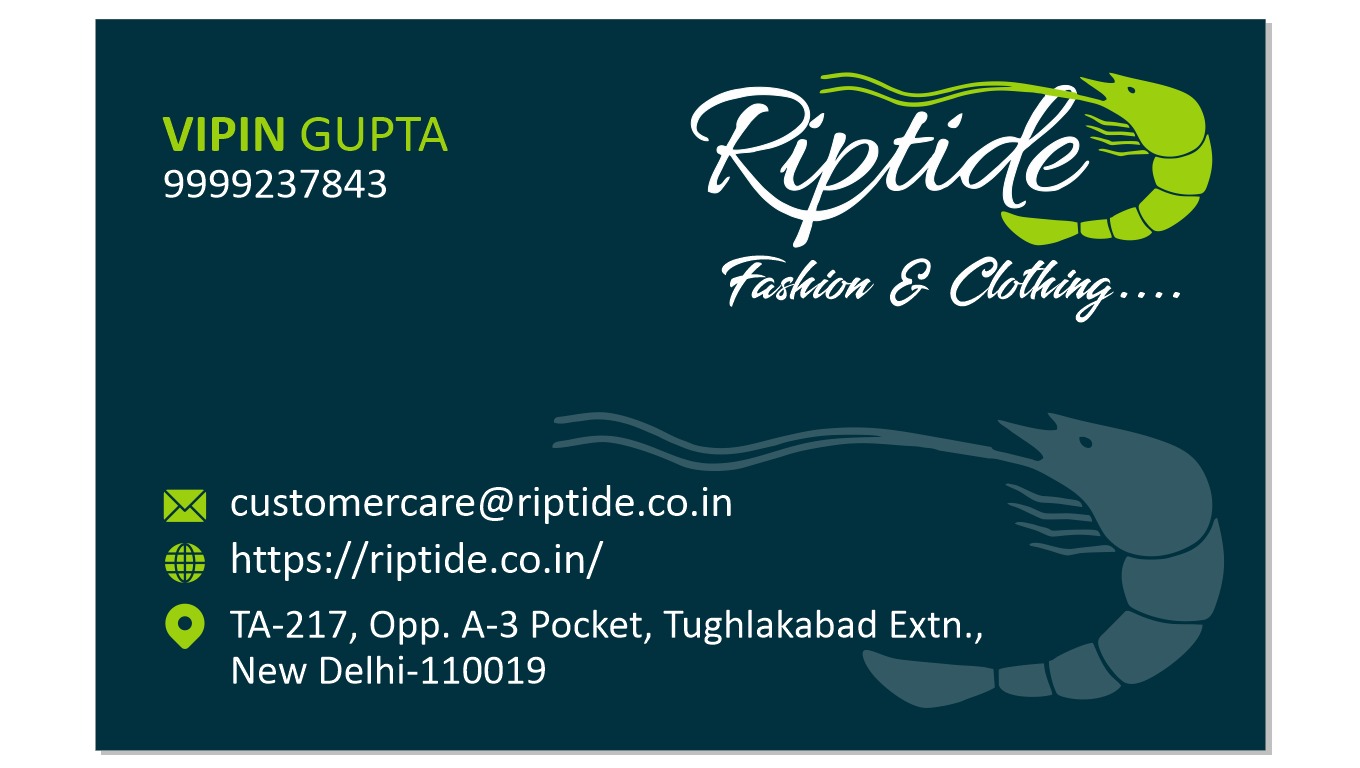 VIPIN GUPTA
9999237843
Riptide
Fashion & Clothing....
customercare@riptide.co.in
https://riptide.co.in/
TA-217, Opp. A-3 Pocket, Tughlakabad Extn.,
New Delhi-110019